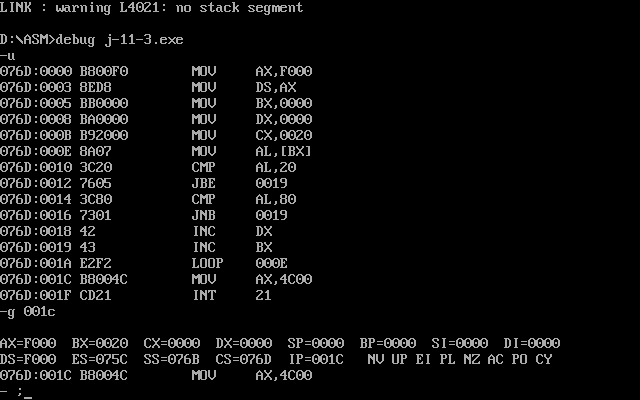 LINK : warning L4021: no stack segment
D:\ASM>debug j-11-3.exe
-u
076D:0000 B800F0 MOV AX,F000
076D:0003 8ED8 MOV DS,AX
076D:0005 BB0000 MOV BX,0000
076D:0008 BA0000 MOV DX,0000
076D:000B B92000 MOV CX,0020
076D:000E 8A07 MOV AL,[BX]
076D:0010 3C20 CMP AL,20
076D:0012 7605 JBE 0019
076D:0014 3C80 CMP AL,80
076D:0016 7301 JNB 0019
076D:0018 42 INC DX
076D:0019 43 INC BX
076D:001A E2F2 LOOP 000E
076D:001C B8004C MOV AX,4C00
076D:001F CD21 INT 21
-g 001c
AX=F000 BX=0020 CX=0000 DX=0000 SP=0000 BP=0000 SI=0000 DI=0000
DS=F000 ES=075C SS=076B CS=076D IP=001C NV UP EI PL NZ AC PO CY
076D:001C B8004C MOV AX,4C00
- ;_